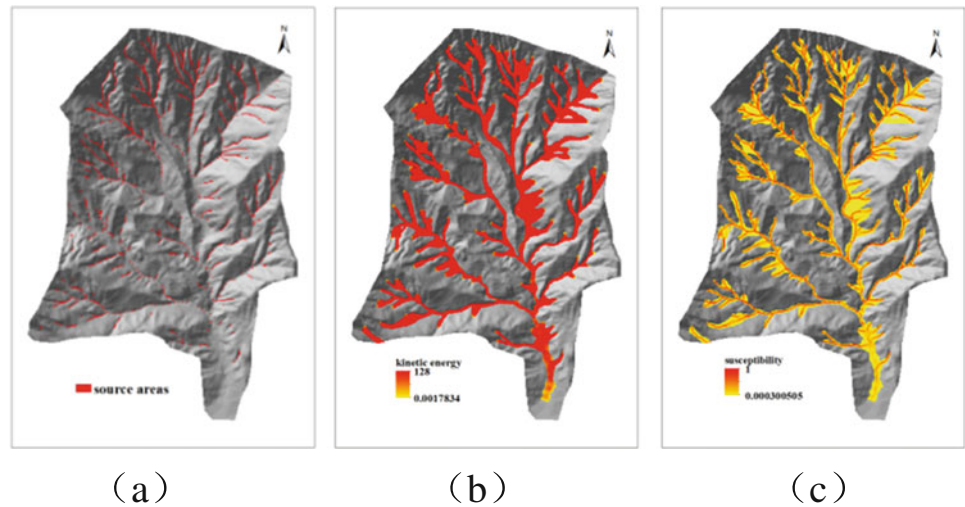 N
N
N
source areas
kinetic energy
128
0.0017834
susceptibility
1
0.000300505
（a）
（b）
（c）